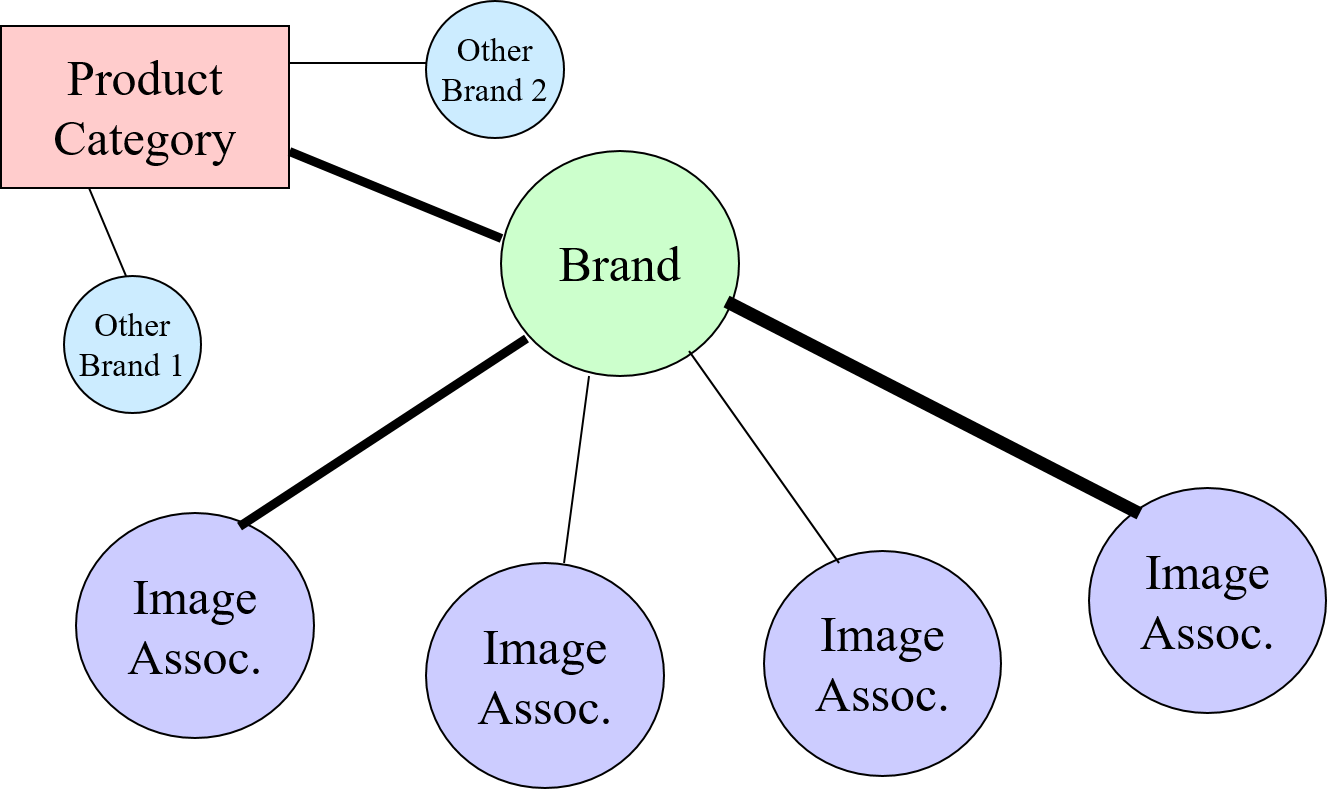 Product
Category
Other
Brand 2
Brand
Other
Brand 1
Image
Assoc.
Image
Assoc.
Image
Assoc.
Image
Assoc.